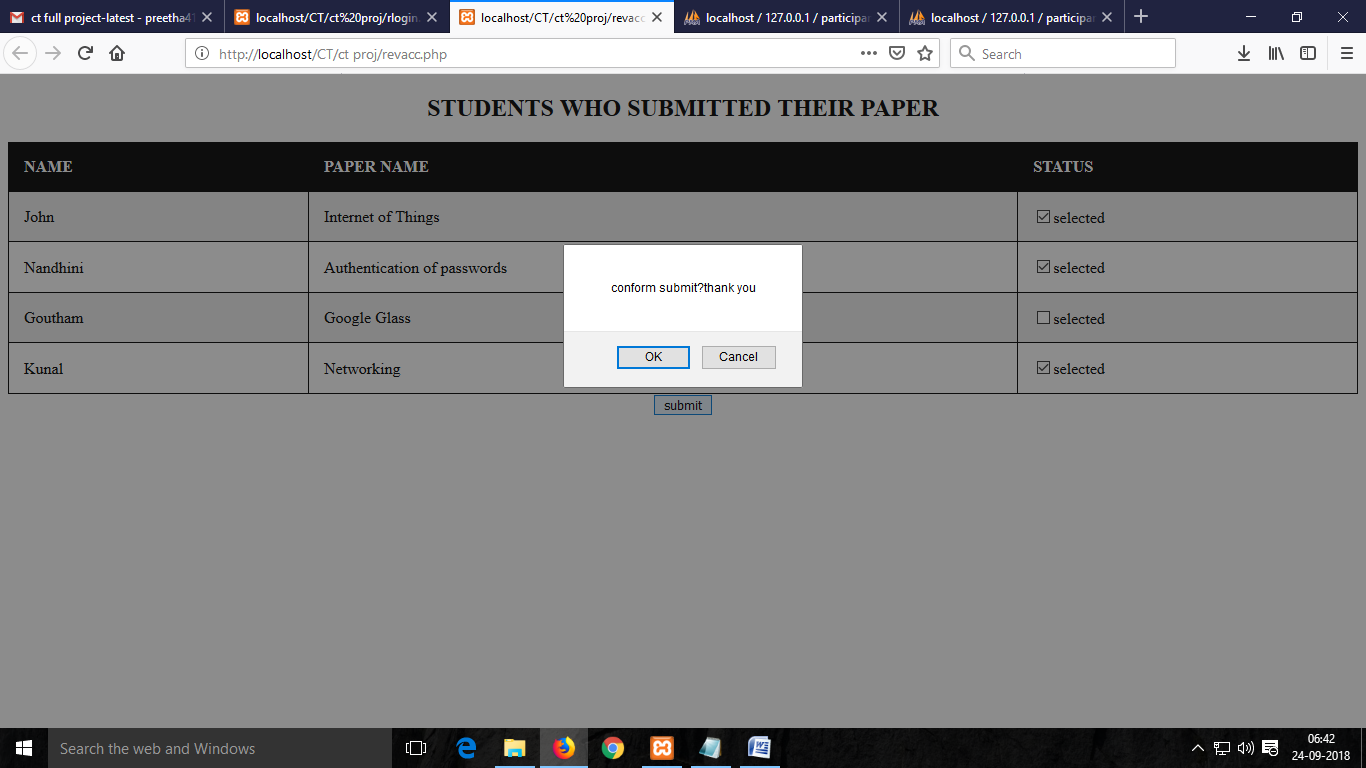 ct full project-latest - preetha41
localhost/CT/ct%20proj/rlogin.
localhost/CT/ct%20proj/revacc
localhost / 127.0.0.1 / participar
localhost / 127.0.0.1 / participar
http://localhost/CT/ct proj/revacc.php
Search
STUDENTS WHO SUBMITTED THEIR PAPER
NAME PAPER NAME STATUS
John Internet of Things selected
Nandhini Authentication of passwords selected
conform submit?thank you
Goutham Google Glass selected
OK Cancel
Kunal Networking selected
submit
Search the web and Windows
06:42
24-09-2018